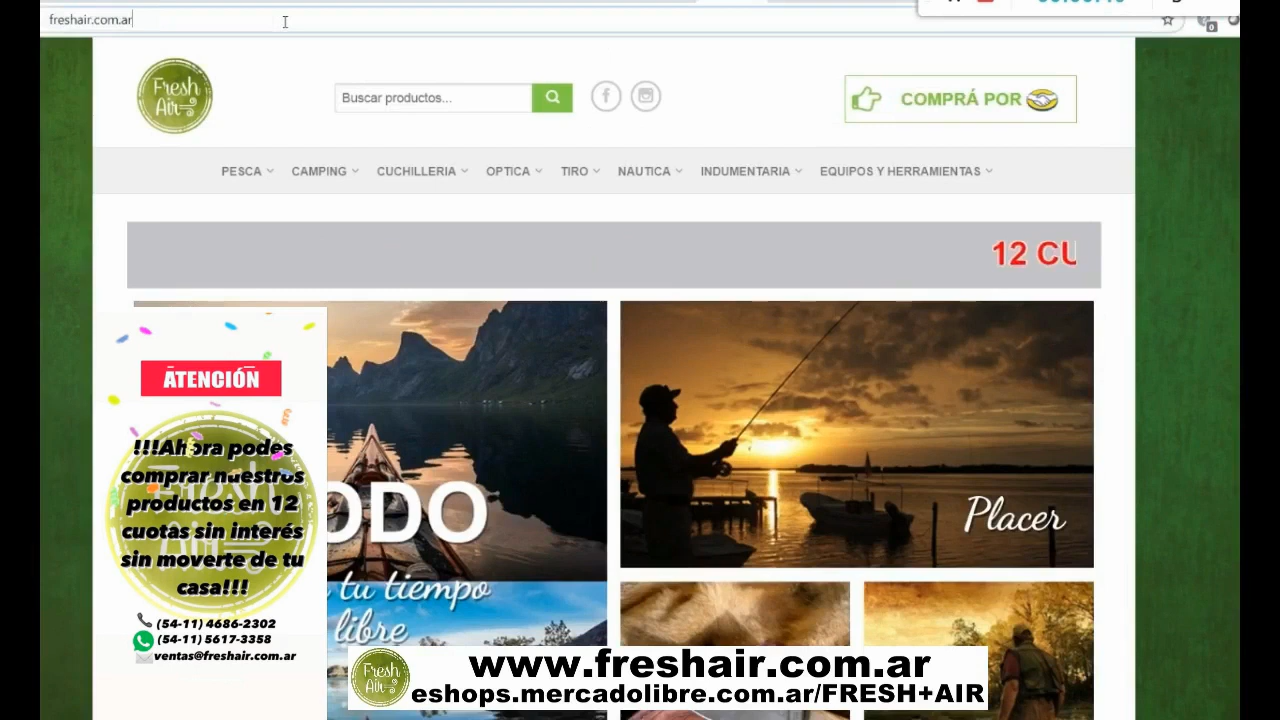 freshair.com.ar
0
Fresh
Air
Buscar productos...
COMPRÁ POR
PESCA
CAMPING
CUCHILLERIA
OPTICA
TIRO
NAUTICA
INDUMENTARIA
EQUIPOS Y HERRAMIENTAS
12 CU
ATENCIÓN
!!!Ahora podes
comprar nuestros
productos en 12
cuotas sin interés
sin moverte de tu
casa!!!
(54-11) 4686-2302
(54-11) 5617-3358
ventas@freshair.com.ar
ODO
tu tiempo
libre
Placer
Fresh
Air
www.freshair.com.ar
eshops.mercadolibre.com.ar/FRESH+AIR